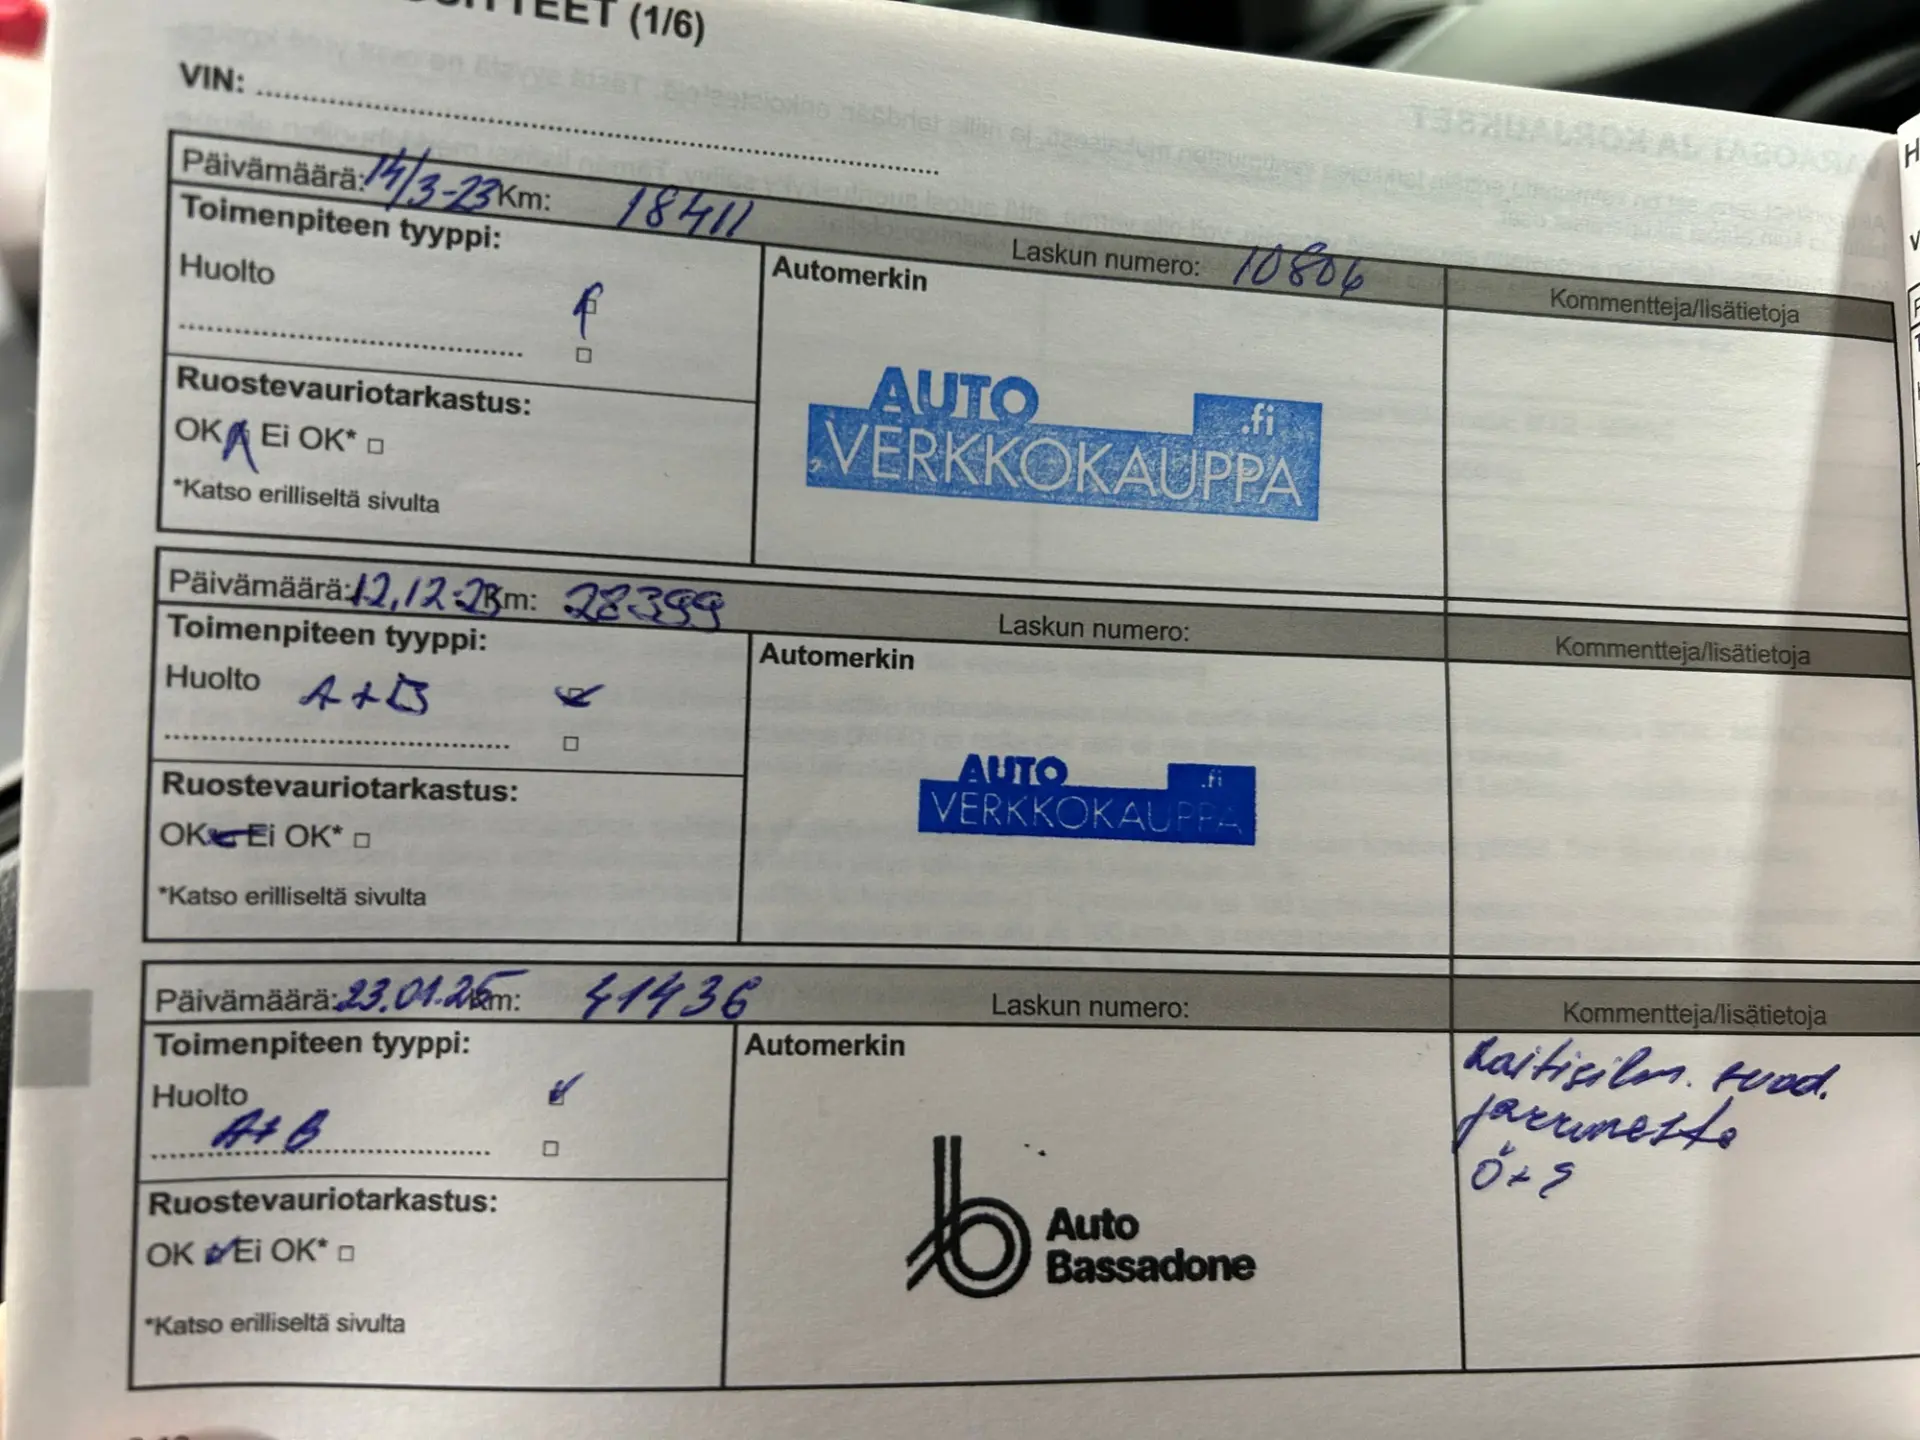 (1/6)
VIN:
Päivämäärä: 14/3-23 Km: 18411 Laskun numero: 10806 Kommentteja/lisätietoja
Toimenpiteen tyyppi:
Automerkin
Huolto
Ruostevauriotarkastus:
OK Ei OK*
*Katso erilliseltä sivulta
AUTO
VERKKOKAUPPA .fi
Päivämäärä: 12.12.23 Km: 28399 Laskun numero: Kommentteja/lisätietoja
Toimenpiteen tyyppi:
Automerkin
Huolto A+B
Ruostevauriotarkastus:
OK Ei OK*
*Katso erilliseltä sivulta
AUTO
VERKKOKAUPPA .fi
Päivämäärä: 23.01.25 Km: 41436 Laskun numero: Kommentteja/lisätietoja
Toimenpiteen tyyppi:
Automerkin
Huolto
A+B
Ruostevauriotarkastus:
OK Ei OK*
*Katso erilliseltä sivulta
Auto
Bassadone
Raitisilm. suod.
jarruneste